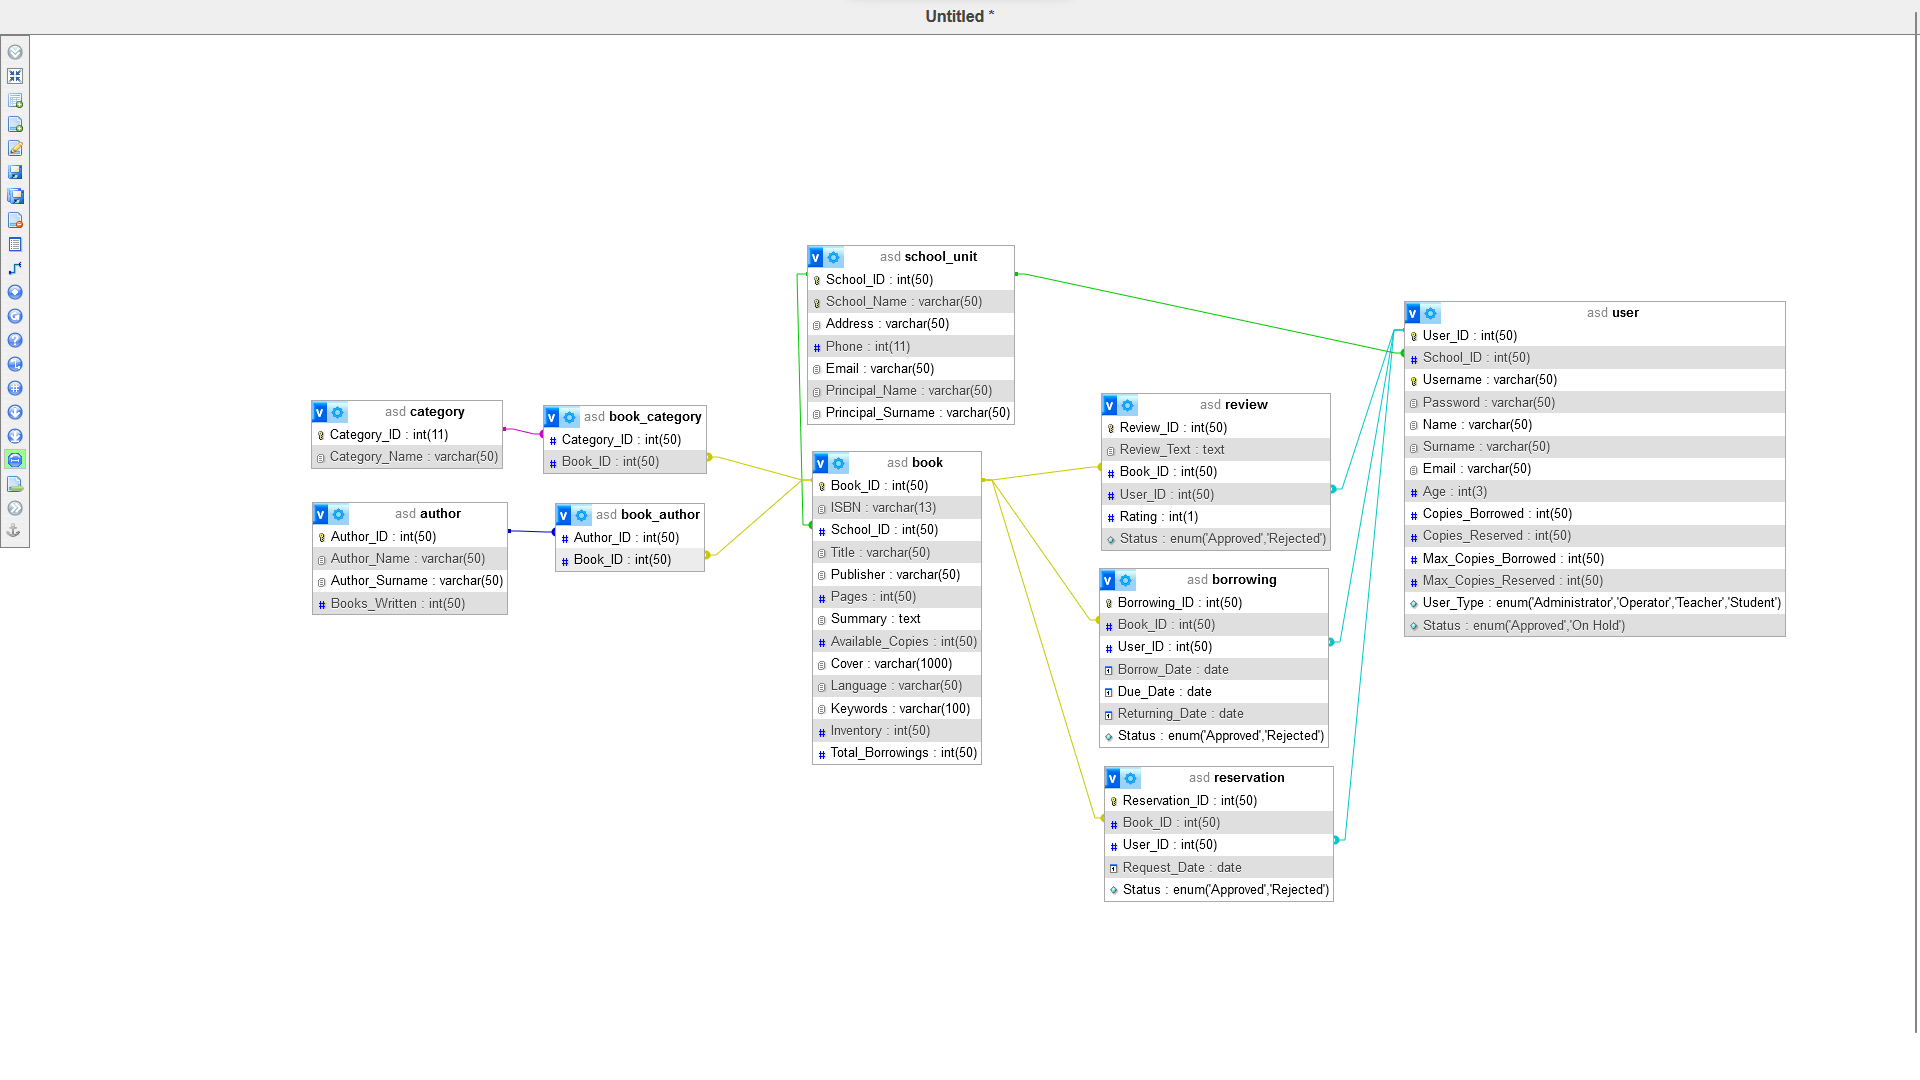 Untitled *
asd school_unit
School_ID : int(50)
School_Name : varchar(50)
Address : varchar(50)
Phone : int(11)
Email : varchar(50)
Principal_Name : varchar(50)
Principal_Surname : varchar(50)
asd user
User_ID : int(50)
School_ID : int(50)
Username : varchar(50)
Password : varchar(50)
Name : varchar(50)
Surname : varchar(50)
Email : varchar(50)
Age : int(3)
Copies_Borrowed : int(50)
Copies_Reserved : int(50)
Max_Copies_Borrowed : int(50)
Max_Copies_Reserved : int(50)
User_Type : enum('Administrator','Operator','Teacher','Student')
Status : enum('Approved','On Hold')
asd category
Category_ID : int(11)
Category_Name : varchar(50)
asd book_category
Category_ID : int(50)
Book_ID : int(50)
asd review
Review_ID : int(50)
Review_Text : text
Book_ID : int(50)
User_ID : int(50)
Rating : int(1)
Status : enum('Approved','Rejected')
asd book
Book_ID : int(50)
ISBN : varchar(13)
School_ID : int(50)
Title : varchar(50)
Publisher : varchar(50)
Pages : int(50)
Summary : text
Available_Copies : int(50)
Cover : varchar(1000)
Language : varchar(50)
Keywords : varchar(100)
Inventory : int(50)
Total_Borrowings : int(50)
asd author
Author_ID : int(50)
Author_Name : varchar(50)
Author_Surname : varchar(50)
Books_Written : int(50)
asd book_author
Author_ID : int(50)
Book_ID : int(50)
asd borrowing
Borrowing_ID : int(50)
Book_ID : int(50)
User_ID : int(50)
Borrow_Date : date
Due_Date : date
Returning_Date : date
Status : enum('Approved','Rejected')
asd reservation
Reservation_ID : int(50)
Book_ID : int(50)
User_ID : int(50)
Request_Date : date
Status : enum('Approved','Rejected')